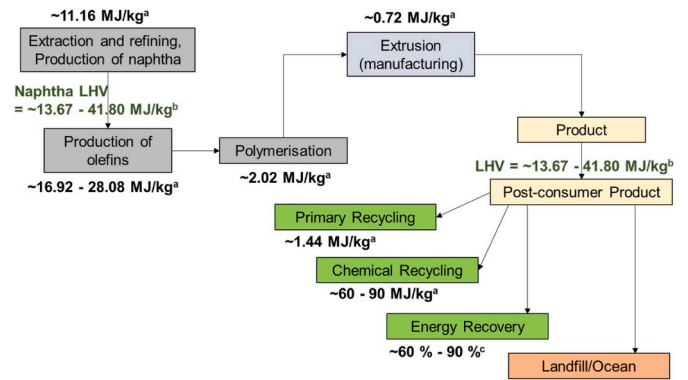 ~11.16 MJ/kgᵃ
Extraction and refining,
Production of naphtha
Naphtha LHV
= ~13.67 - 41.80 MJ/kgᵇ
Production of
olefins
~16.92 - 28.08 MJ/kgᵃ
Polymerisation
~2.02 MJ/kgᵃ
~0.72 MJ/kgᵃ
Extrusion
(manufacturing)
Product
LHV = ~13.67 - 41.80 MJ/kgᵇ
Post-consumer Product
Primary Recycling
~1.44 MJ/kgᵃ
Chemical Recycling
~60 - 90 MJ/kgᵃ
Energy Recovery
~60 % - 90 %ᶜ
Landfill/Ocean